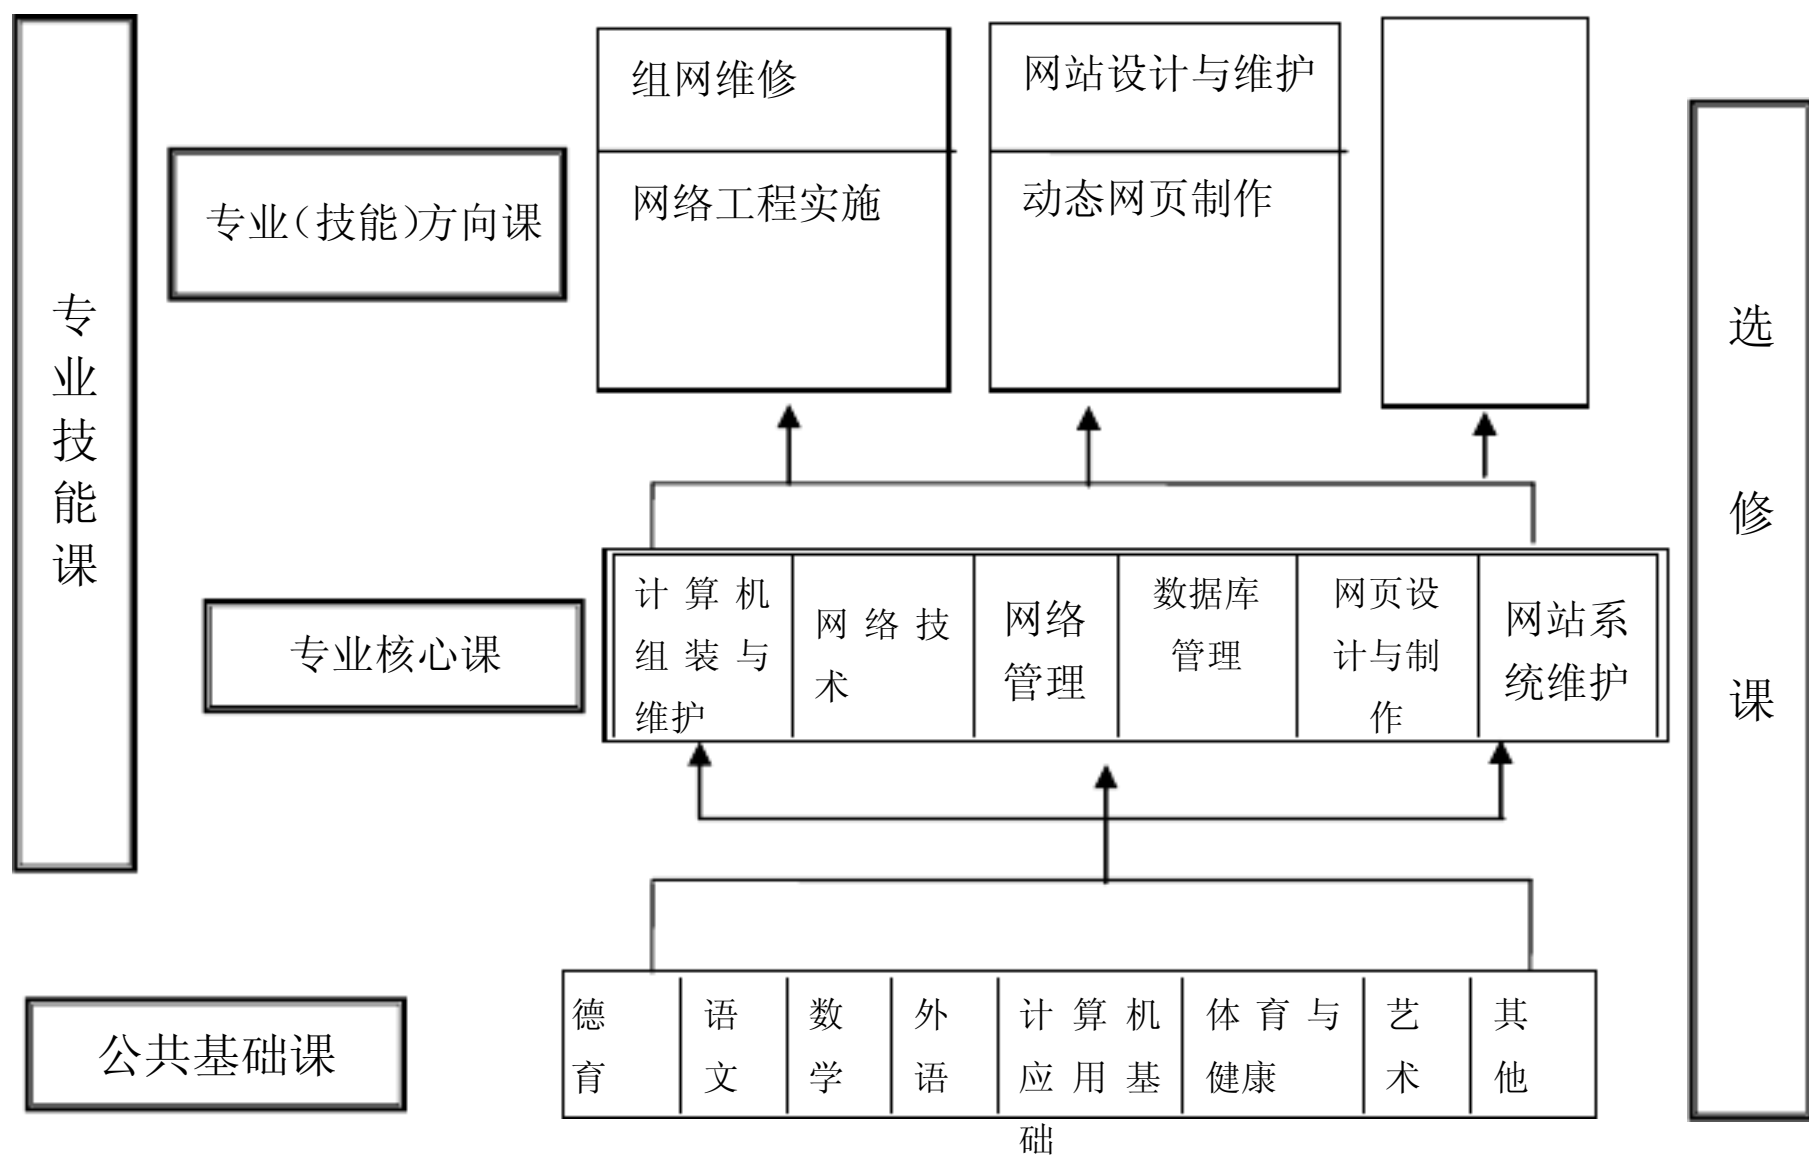 组网维修
网站设计与维护
专业(技能)方向课
网络工程实施
动态网页制作
专
业
技
能
课
选
修
课
专业核心课
计算机
组装与
维护
网络技
术
网络
管理
数据库
管理
网页设
计与制
作
网站系
统维护
公共基础课
德
育
语
文
数
学
外
语
计算机
应用基
础
体育与
健康
艺
术
其
他